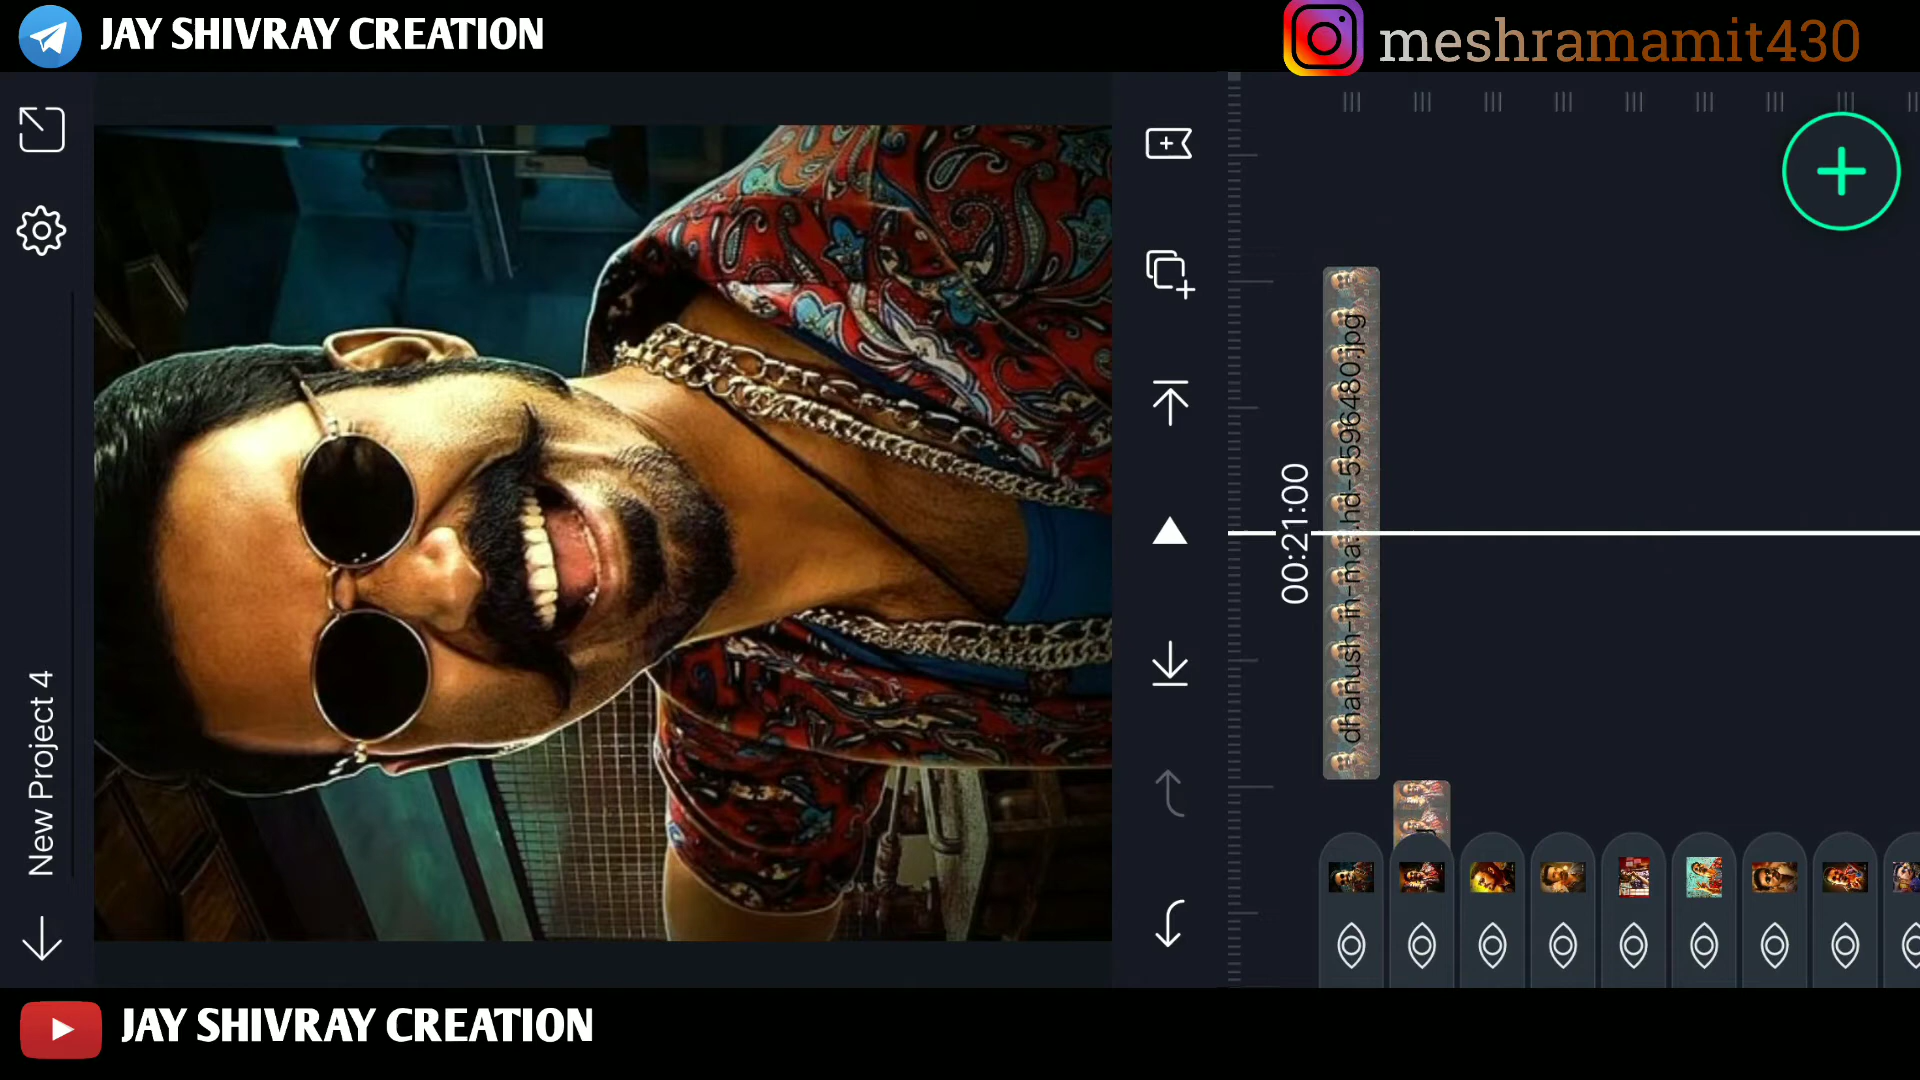 JAY SHIVRAY CREATION
meshramamit430
New Project 4
00:21:00
dhanush-in-ma...hd-5596480.jpg
JAY SHIVRAY CREATION